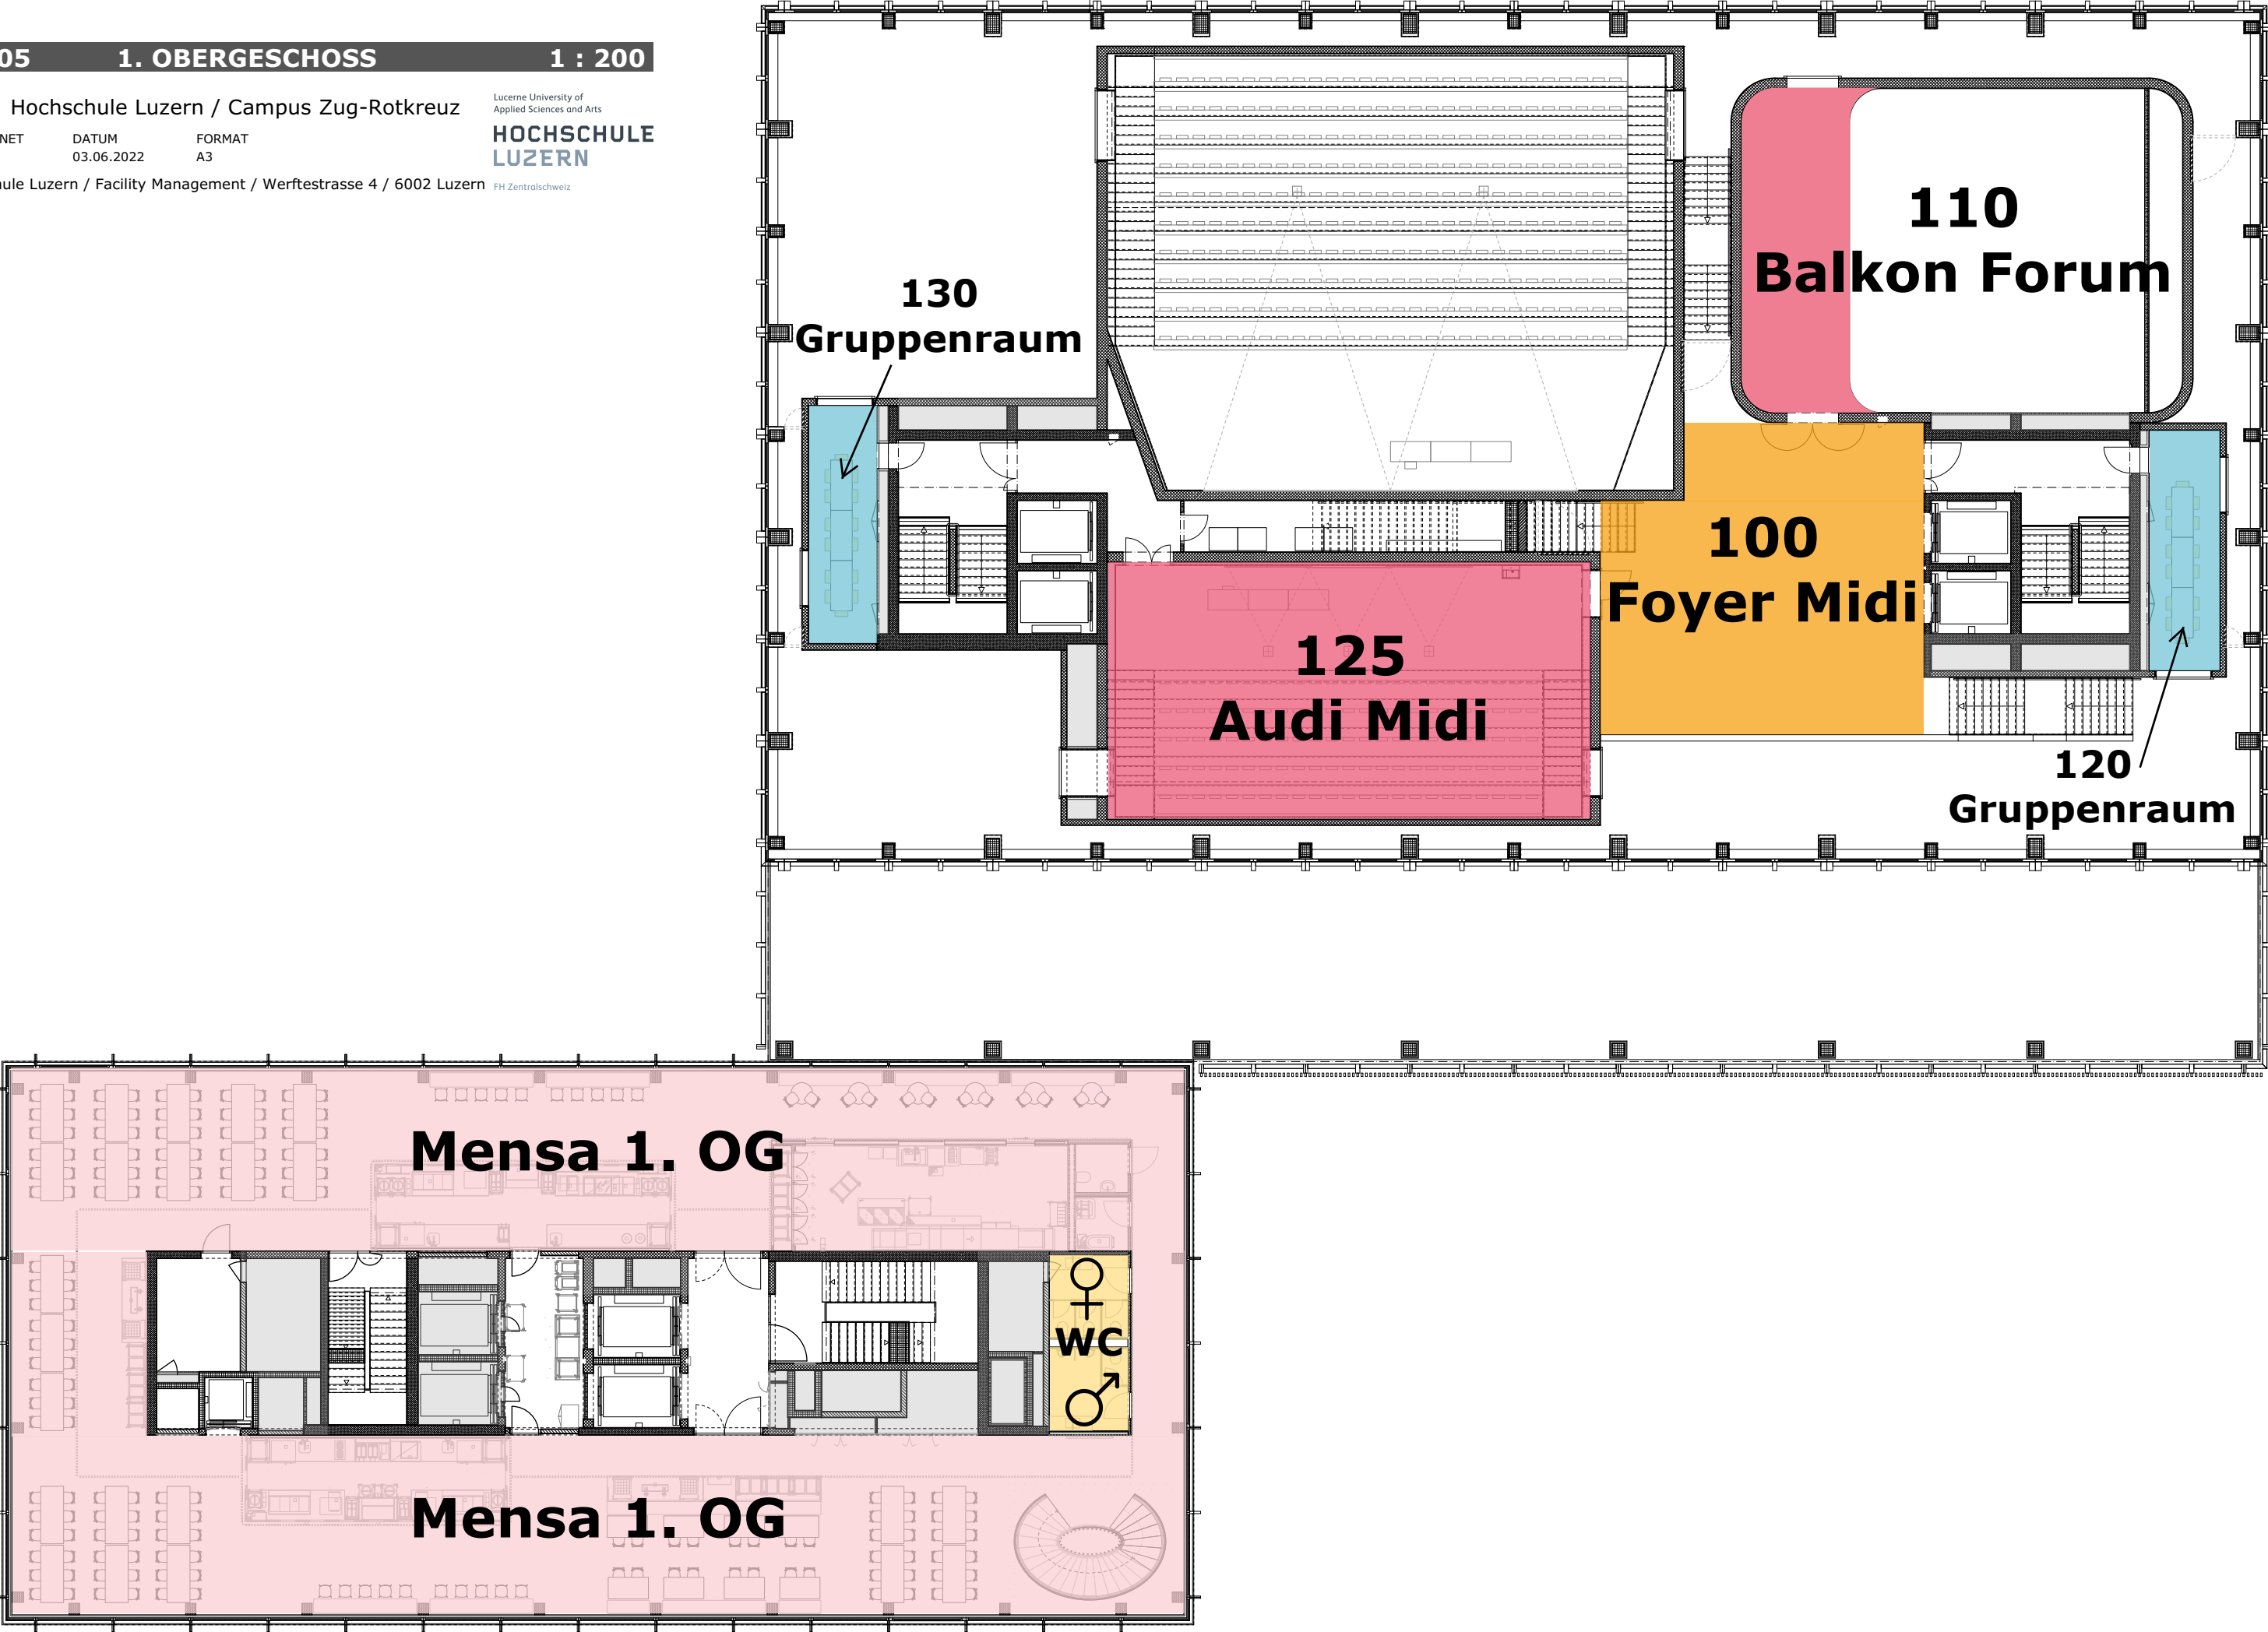 05 1. OBERGESCHOSS 1 : 200
Hochschule Luzern / Campus Zug-Rotkreuz
DATUM FORMAT
03.06.2022 A3
Luzern / Facility Management / Werftestrasse 4 / 6002 Luzern
Lucerne University of
Applied Sciences and Arts
HOCHSCHULE
LUZERN
FH Zentralschweiz
110
Balkon Forum
130
Gruppenraum
100
Foyer Midi
125
Audi Midi
120
Gruppenraum
Mensa 1. OG
WC
Mensa 1. OG